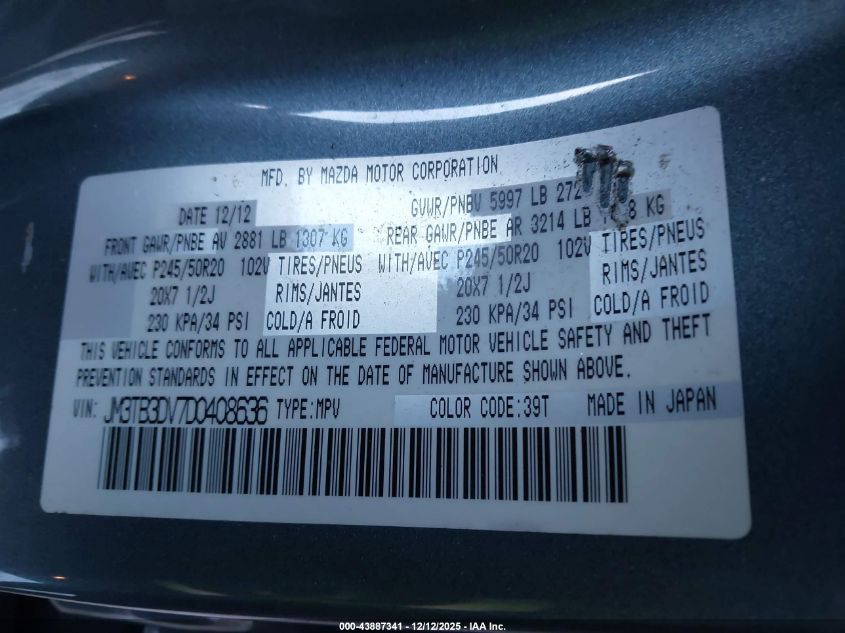 MFD. BY MAZDA MOTOR CORPORATION
DATE 12/12 GVWR/PNBV 5997 LB
FRONT GAWR/PNBE AV 2881 LB 1307 KG REAR GAWR/PNBE AR 3214 LB KG
WITH/AVEC P245/50R20 102V TIRES/PNEUS WITH/AVEC P245/50R20 102V TIRES/PNEUS
20X7 1/2J RIMS/JANTES 20X7 1/2J RIMS/JANTES
230 KPA/34 PSI COLD/A FROID 230 KPA/34 PSI COLD/A FROID
THIS VEHICLE CONFORMS TO ALL APPLICABLE FEDERAL MOTOR VEHICLE SAFETY AND THEFT
PREVENTION STANDARDS IN EFFECT ON THE DATE OF MANUFACTURE SHOWN ABOVE.
VIN: JM3TB3DV7D0408636 TYPE:MPV COLOR CODE:39T MADE IN JAPAN
000-43887341 - 12/12/2025 - IAA Inc.